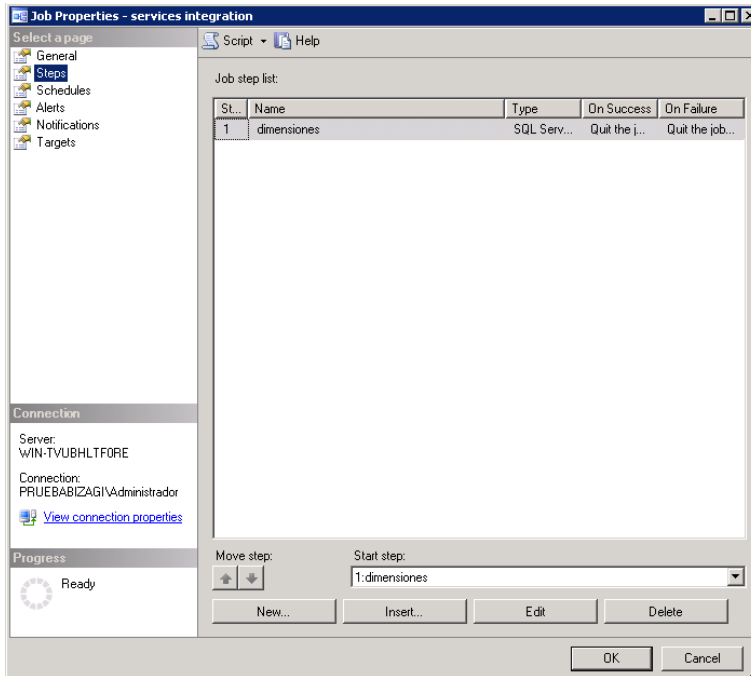 Job Properties - services integration
Select a page
General
Steps
Schedules
Alerts
Notifications
Targets
Script
Help
Job step list:
St... Name Type On Success On Failure
1 dimensiones SQL Serv... Quit the j... Quit the job...
Connection
Server:
WIN-TVUBHLTF0RE
Connection:
PRUEBABIZAGI\Administrador
View connection properties
Progress
Ready
Move step: Start step:
1:dimensiones
New... Insert... Edit Delete
OK Cancel